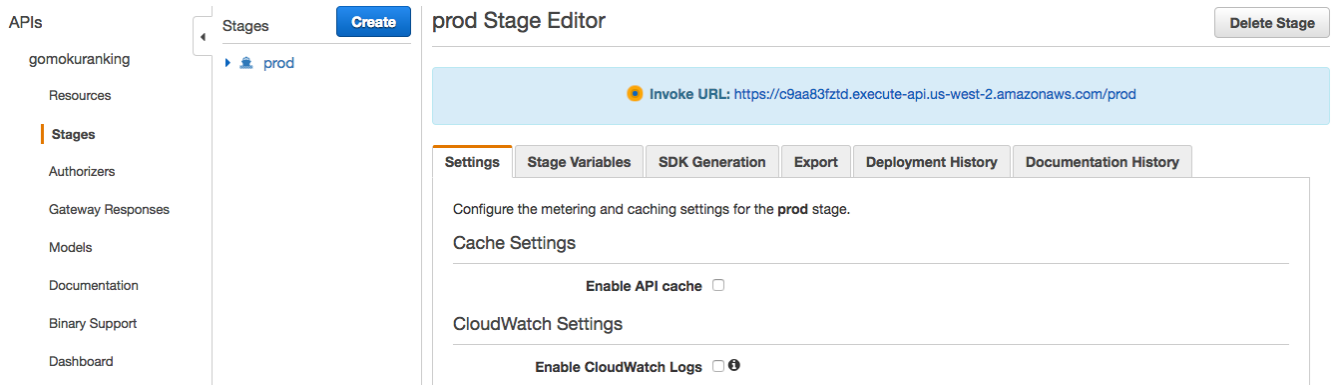 APIs
gomokuranking
Resources
Stages
Authorizers
Gateway Responses
Models
Documentation
Binary Support
Dashboard
Stages
Create
prod
prod Stage Editor
Delete Stage
Invoke URL: https://c9aa83fztd.execute-api.us-west-2.amazonaws.com/prod
Settings
Stage Variables
SDK Generation
Export
Deployment History
Documentation History
Configure the metering and caching settings for the prod stage.
Cache Settings
Enable API cache
CloudWatch Settings
Enable CloudWatch Logs